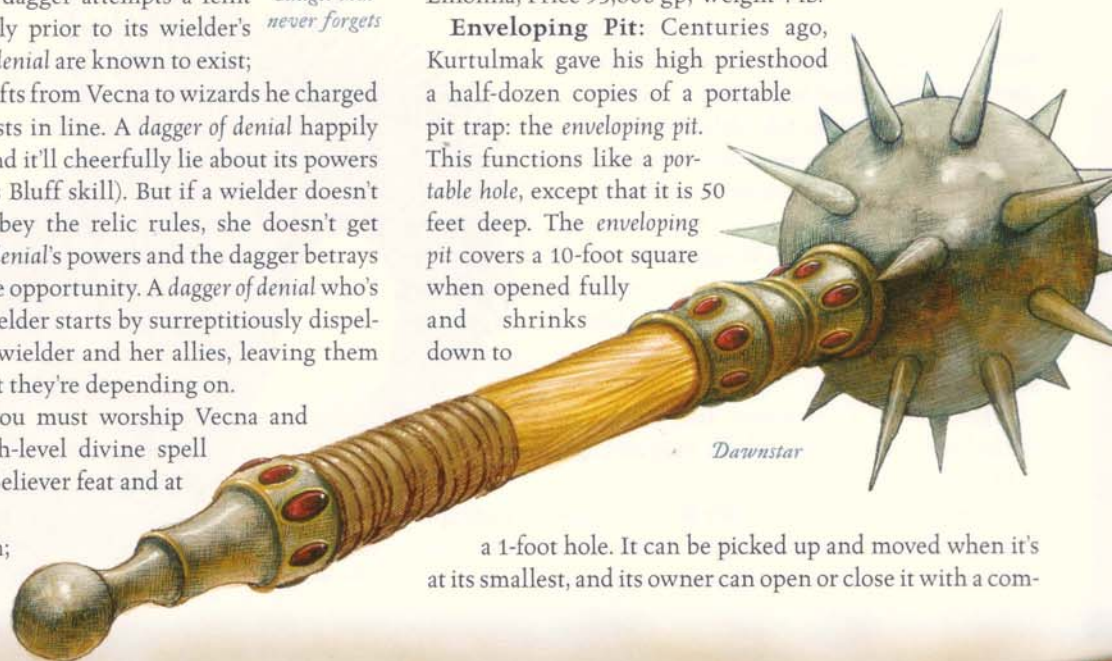 dagger attempts a feint
ly prior to its wielder's
denial are known to exist;
fts from Vecna to wizards he charged
sts in line. A dagger of denial happily
nd it'll cheerfully lie about its powers
s Bluff skill). But if a wielder doesn't
bey the relic rules, she doesn't get
enial's powers and the dagger betrays
e opportunity. A dagger of denial who's
elder starts by surreptitiously dispel-
wielder and her allies, leaving them
t they're depending on.
ou must worship Vecna and
h-level divine spell
eliever feat and at
n;
never forgets
Enveloping Pit: Centuries ago,
Kurtulmak gave his high priesthood
a half-dozen copies of a portable
pit trap: the enveloping pit.
This functions like a por-
table hole, except that it is 50
feet deep. The enveloping
pit covers a 10-foot square
when opened fully
and shrinks
down to
Dawnstar
a 1-foot hole. It can be picked up and moved when it's
at its smallest, and its owner can open or close it with a com-